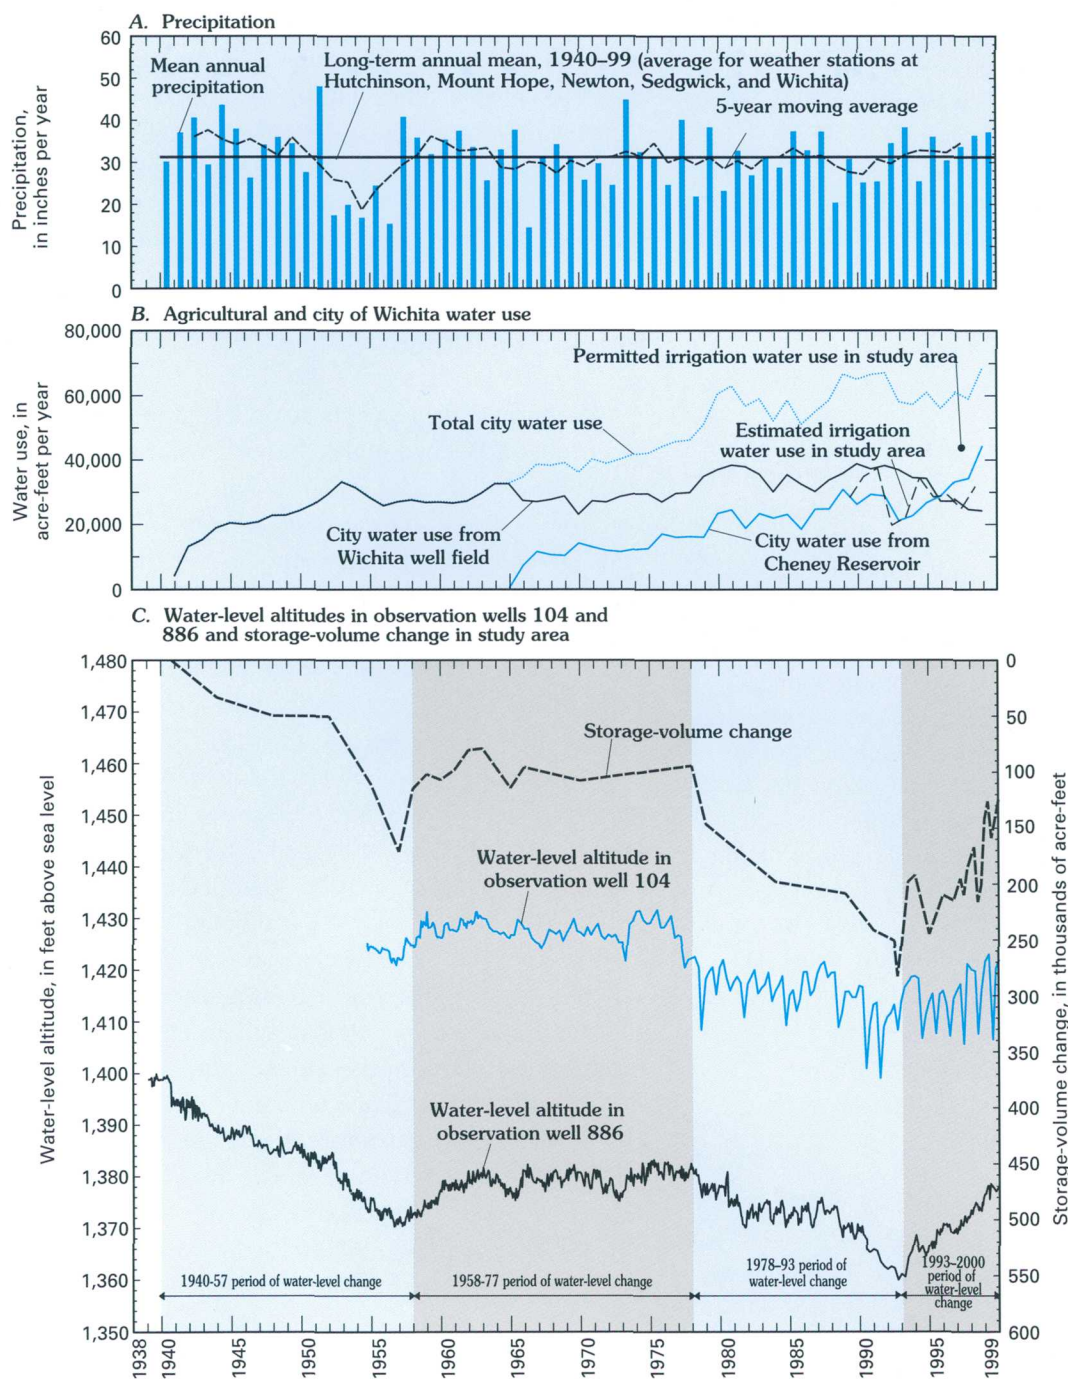 A. Precipitation
60
50
40
30
20
10
0
Precipitation,
in inches per year
Mean annual
precipitation
Long-term annual mean, 1940–99 (average for weather stations at
Hutchinson, Mount Hope, Newton, Sedgwick, and Wichita)
5-year moving average
B. Agricultural and city of Wichita water use
80,000
60,000
40,000
20,000
0
Water use, in
acre-feet per year
Permitted irrigation water use in study area
Total city water use
Estimated irrigation
water use in study area
City water use from
Wichita well field
City water use from
Cheney Reservoir
C. Water-level altitudes in observation wells 104 and
886 and storage-volume change in study area
1,480
1,470
1,460
1,450
1,440
1,430
1,420
1,410
1,400
1,390
1,380
1,370
1,360
1,350
Water-level altitude, in feet above sea level
Storage-volume change
Water-level altitude in
observation well 104
Water-level altitude in
observation well 886
1940-57 period of water-level change
1958-77 period of water-level change
1978–93 period of
water-level change
1993–2000
period of
water-level
change
0
50
100
150
200
250
300
350
400
450
500
550
600
Storage-volume change, in thousands of acre-feet
1938
1940
1945
1950
1955
1960
1965
1970
1975
1980
1985
1990
1995
1999